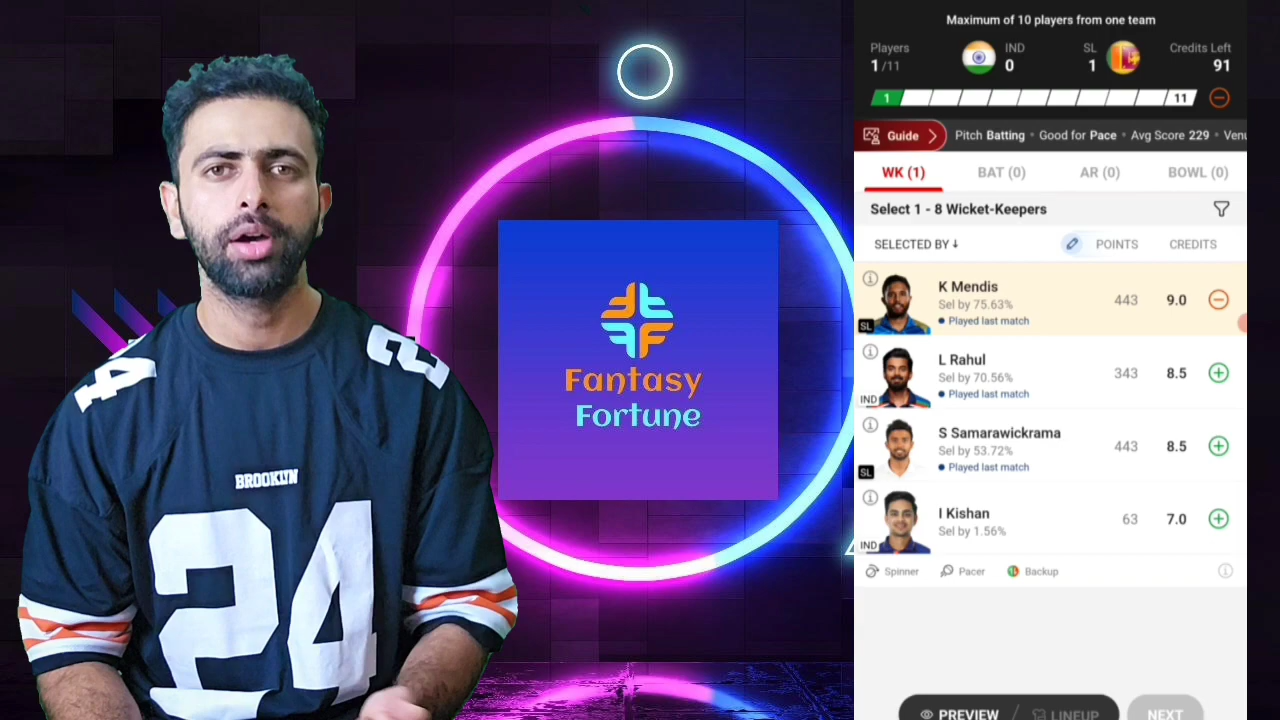 24
2
BROOKLYN
24
Fantasy
Fortune
Maximum of 10 players from one team
Players IND SL Credits Left
1/11 0 1 91
1 11
Guide Pitch Batting • Good for Pace • Avg Score 229 • Venu
WK (1) BAT (0) AR (0) BOWL (0)
Select 1 - 8 Wicket-Keepers
SELECTED BY ↓ POINTS CREDITS
K Mendis
Sel by 75.63% 443 9.0
SL • Played last match
L Rahul
Sel by 70.56% 343 8.5
IND • Played last match
S Samarawickrama
Sel by 53.72% 443 8.5
SL • Played last match
I Kishan
Sel by 1.56% 63 7.0
IND
Spinner Pacer Backup
PREVIEW / LINEUP NEXT